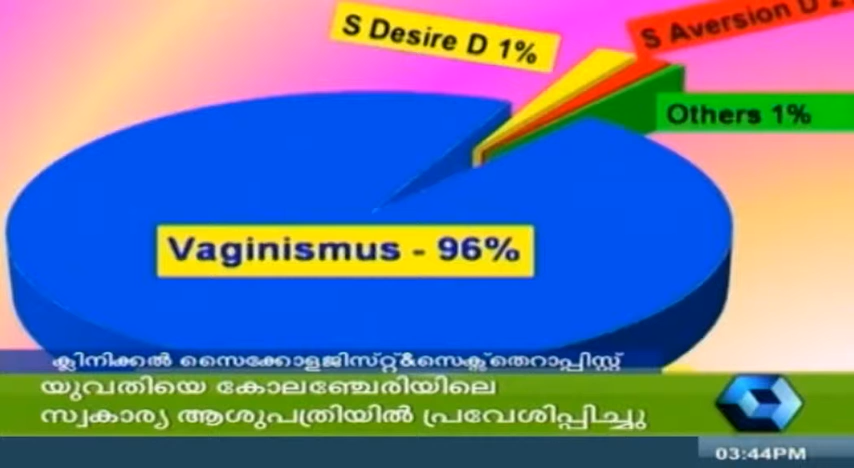 S Desire D 1%
S Aversion D
Others 1%
Vaginismus - 96%
ക്ലിനിക്കൽ സൈക്കോളജിസ്റ്റ്&സെക്സ്തെറാപ്പിസ്റ്റ്
യുവതിയെ കോലഞ്ചേരിയിലെ
സ്വകാര്യ ആശുപത്രിയിൽ പ്രവേശിപ്പിച്ചു
03:44PM